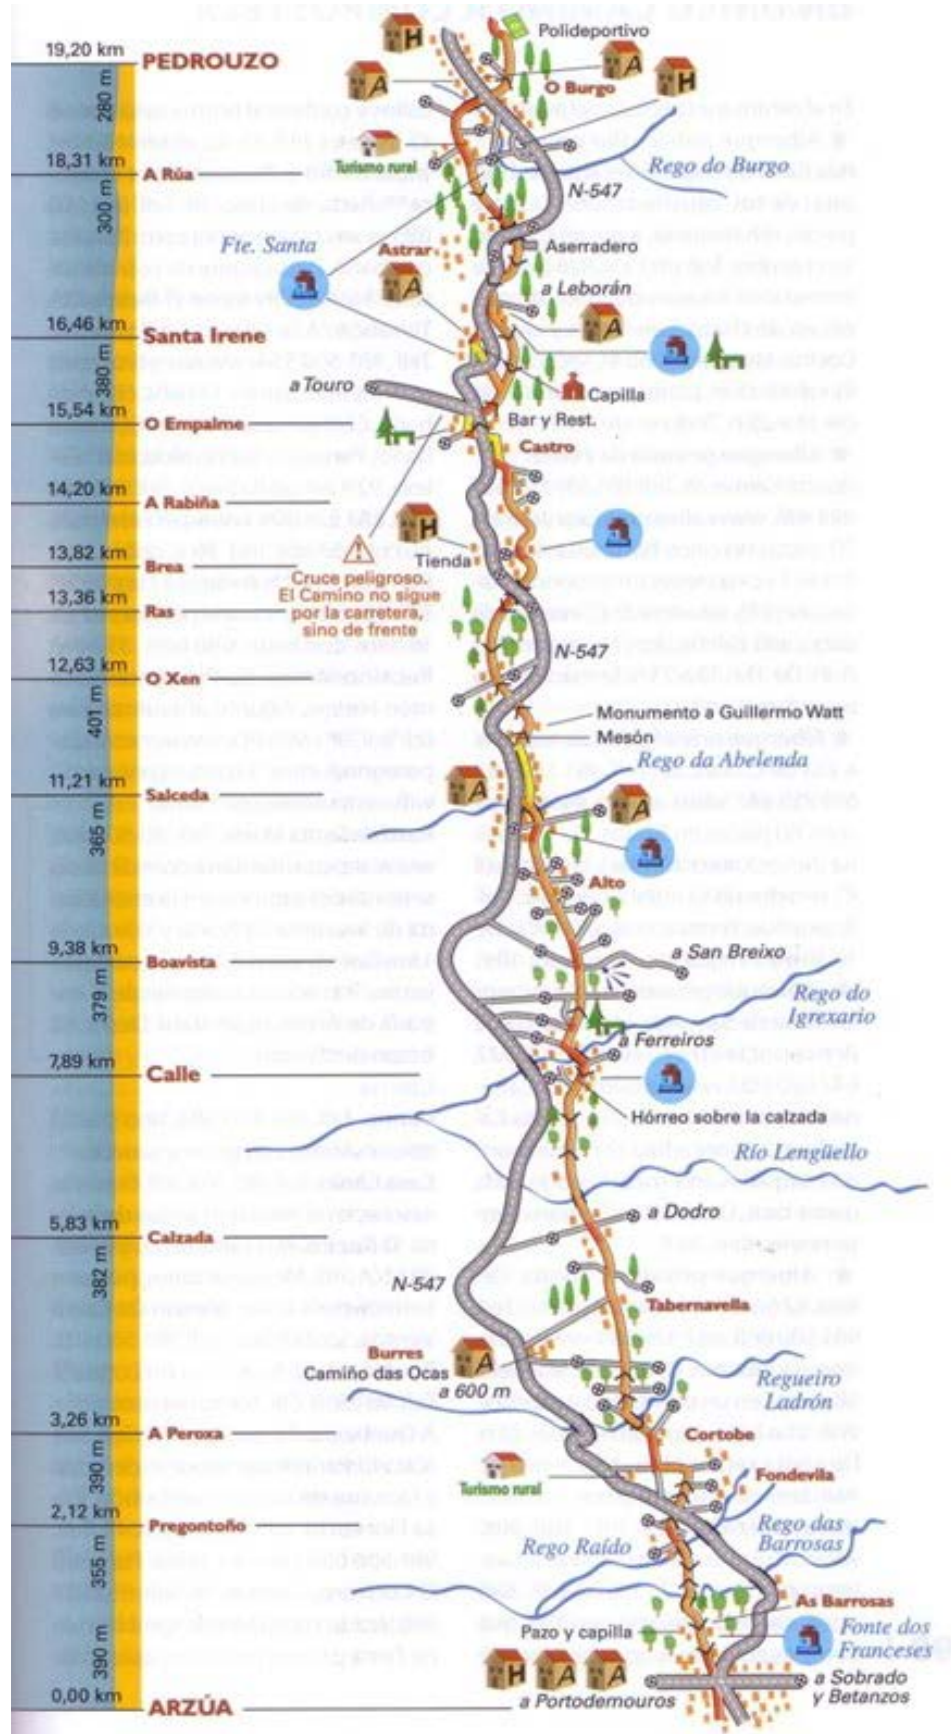 Polideportivo
H
19,20 km
PEDROUZO
A
A
H
O Burgo
280 m
Turismo rural
Rego do Burgo
18,31 km
A Rúa
N-547
300 m
Fte. Santa
Astrar
A
Aserradero
a Leborán
A
16,46 km
Santa Irene
380 m
a Touro
Capilla
15,54 km
O Empalme
Bar y Rest.
Castro
14,20 km
A Rabiña
H
Tienda
13,82 km
Brea
Cruce peligroso.
El Camino no sigue
por la carretera,
sino de frente
13,36 km
Ras
N-547
12,63 km
O Xen
401 m
Monumento a Guillermo Watt
Mesón
Rego da Abelenda
11,21 km
Salceda
A
A
365 m
Alto
9,38 km
Boavista
a San Breixo
379 m
Rego do
Igrexario
a Ferreiros
7,89 km
Calle
Hórreo sobre la calzada
Río Lengüello
a Dodro
5,83 km
Calzada
382 m
N-547
Tabernavella
Burres
Camiño das Ocas
a 600 m
A
Regueiro
Ladrón
3,26 km
A Peroxa
Cortobe
390 m
Turismo rural
Fondevila
2,12 km
Pregontoño
Rego Raído
Rego das
Barrosas
355 m
As Barrosas
Pazo y capilla
Fonte dos
Franceses
390 m
H
A
A
0,00 km
ARZÚA
a Portodemouros
a Sobrado
y Betanzos